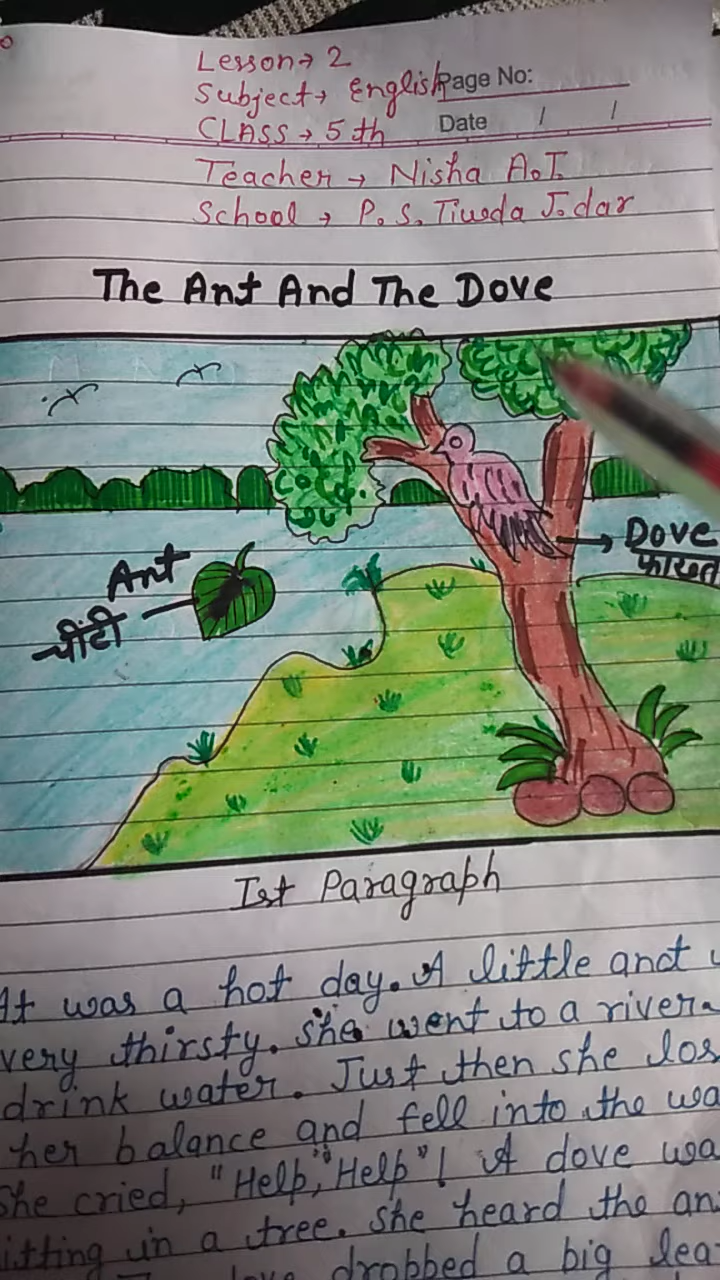 Lesson → 2
Subject → English Page No:
CLASS → 5th Date / /
Teacher → Nisha A.T.
School → P. S. Tiwda J.dar
The Ant And The Dove
Dove
Ant
चींटी
Ist Paragraph
It was a hot day. A little anct
very thirsty. She went to a river
drink water. Just then she los
her balance and fell into the wa
She cried, "Help, Help"! A dove wa
itting in a tree. She heard the an
dropped a big lea